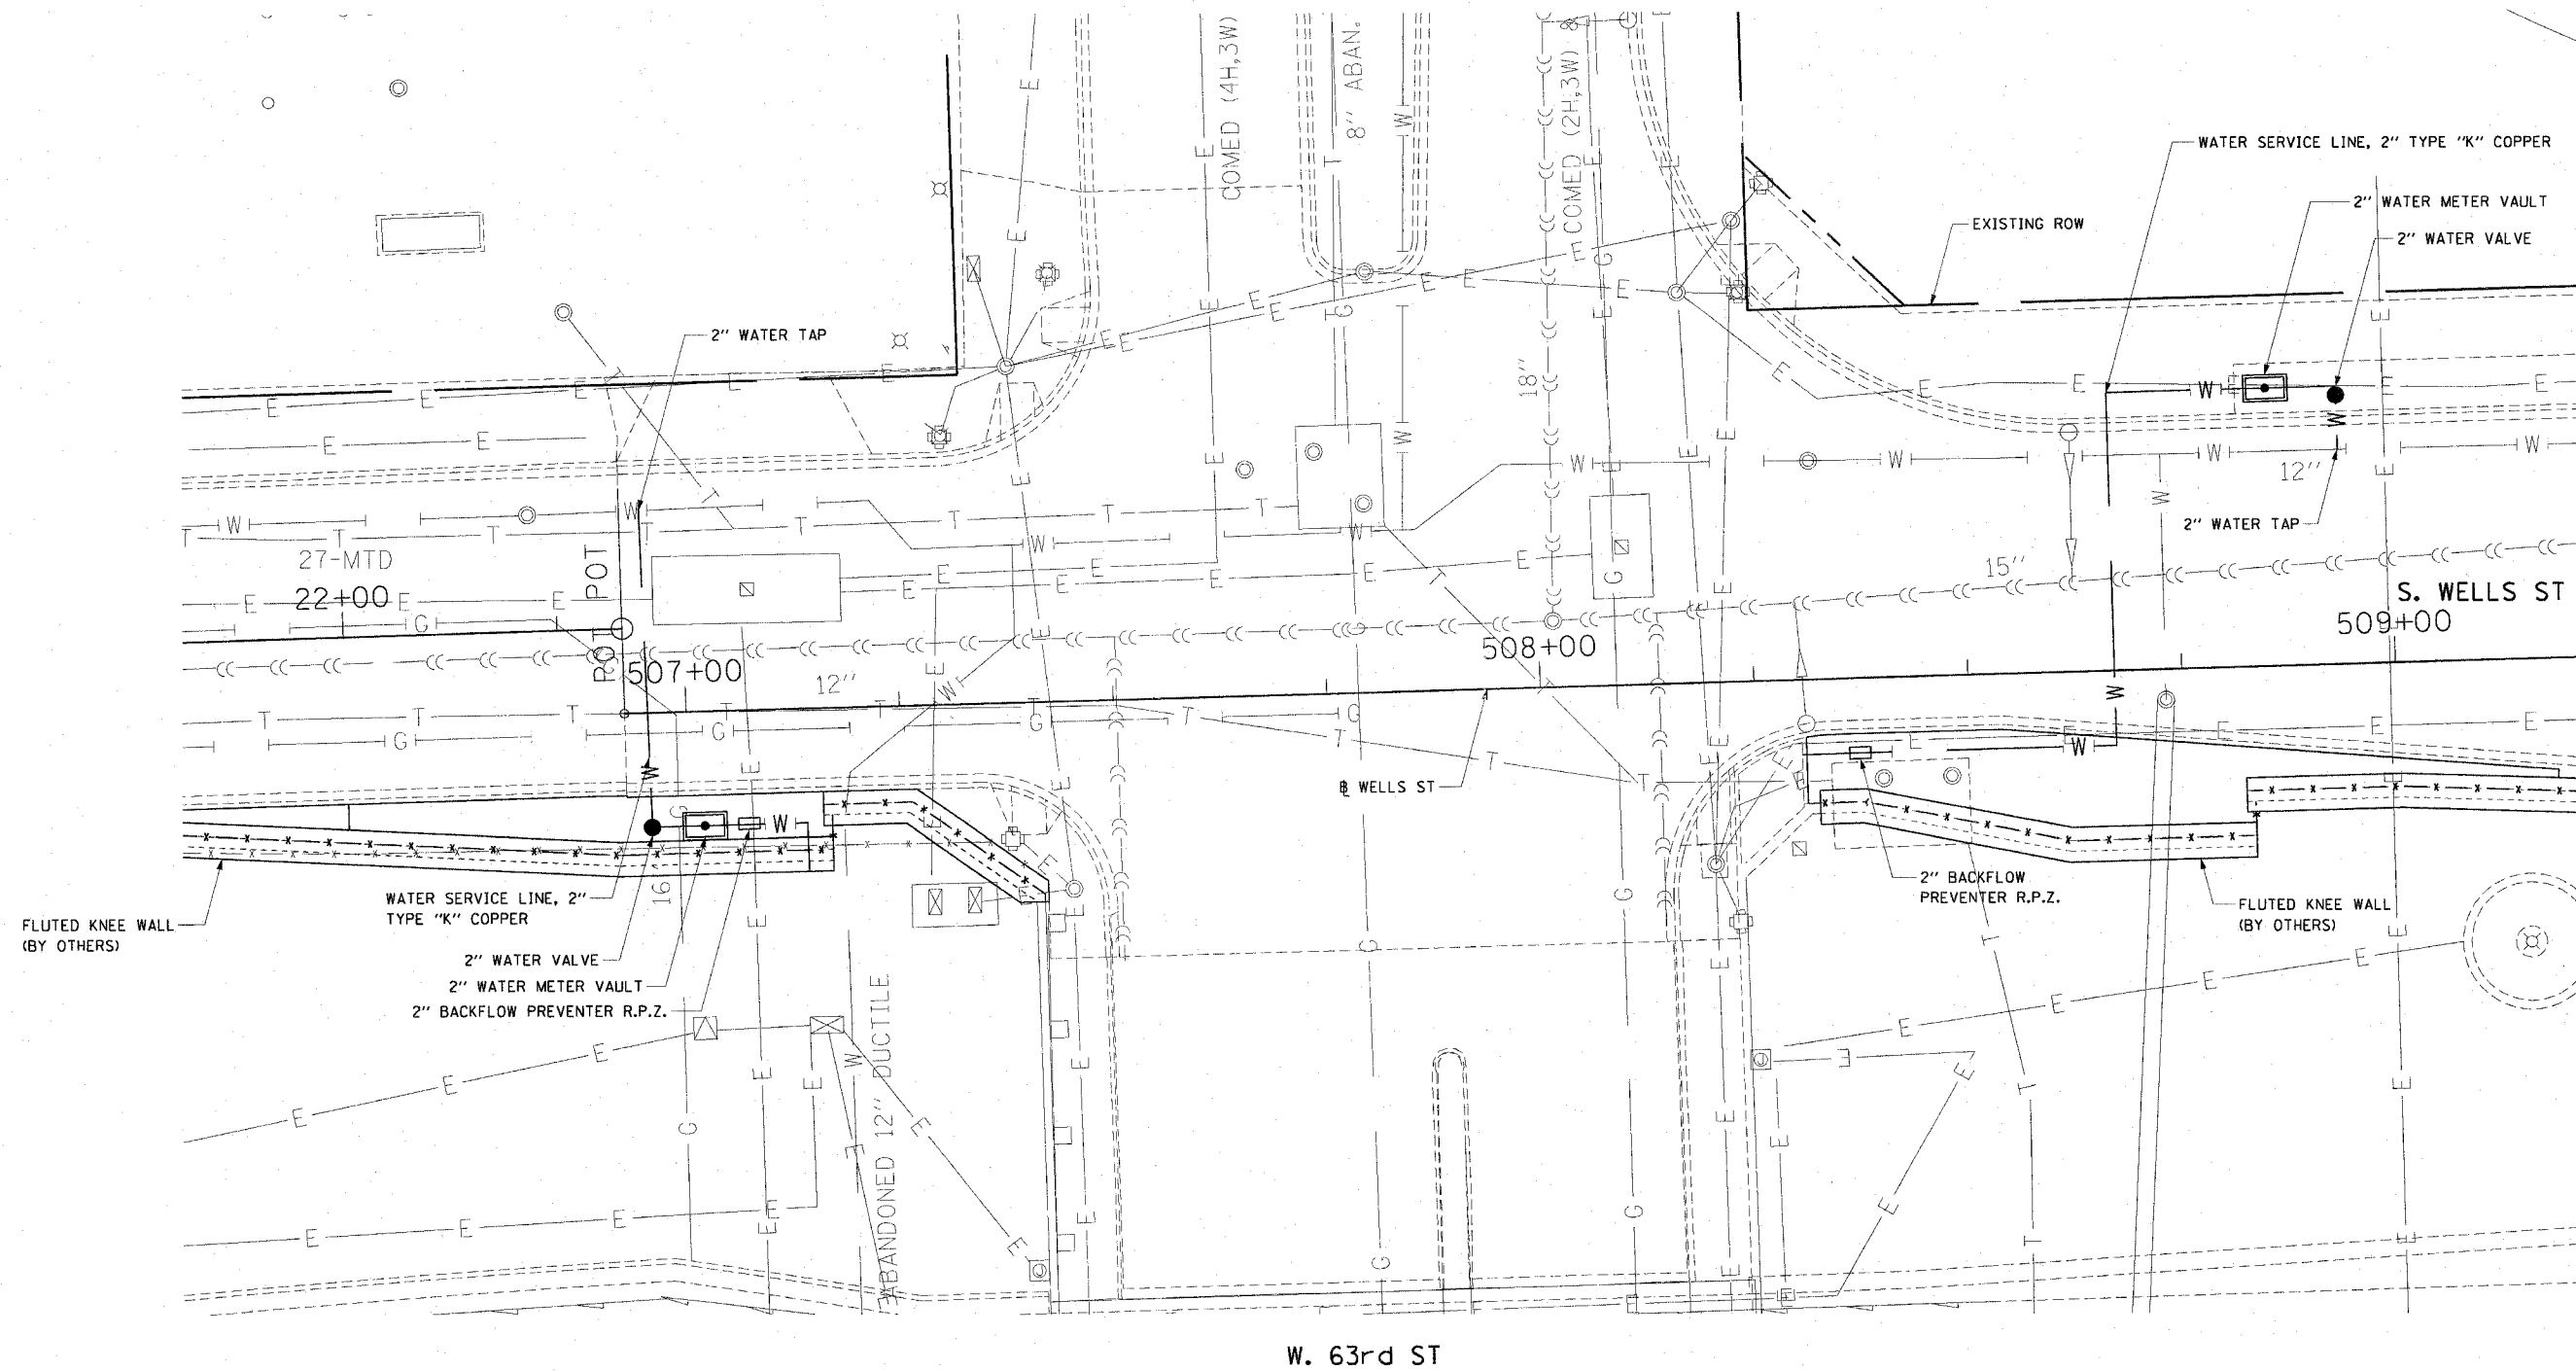 COMED (4H,3W)
8" ABAN.
COMED (2H,3W) &
WATER SERVICE LINE, 2" TYPE "K" COPPER
2" WATER METER VAULT
EXISTING ROW
2" WATER VALVE
2" WATER TAP
18"
12"
2" WATER TAP
27-MTD
22+00
POT
POT
15"
S. WELLS ST
509+00
508+00
507+00
12"
℄ WELLS ST
16"
WATER SERVICE LINE, 2"
TYPE "K" COPPER
2" BACKFLOW
PREVENTER R.P.Z.
FLUTED KNEE WALL
(BY OTHERS)
FLUTED KNEE WALL
(BY OTHERS)
2" WATER VALVE
2" WATER METER VAULT
2" BACKFLOW PREVENTER R.P.Z.
ABANDONED 12" DUCTILE
W. 63rd ST